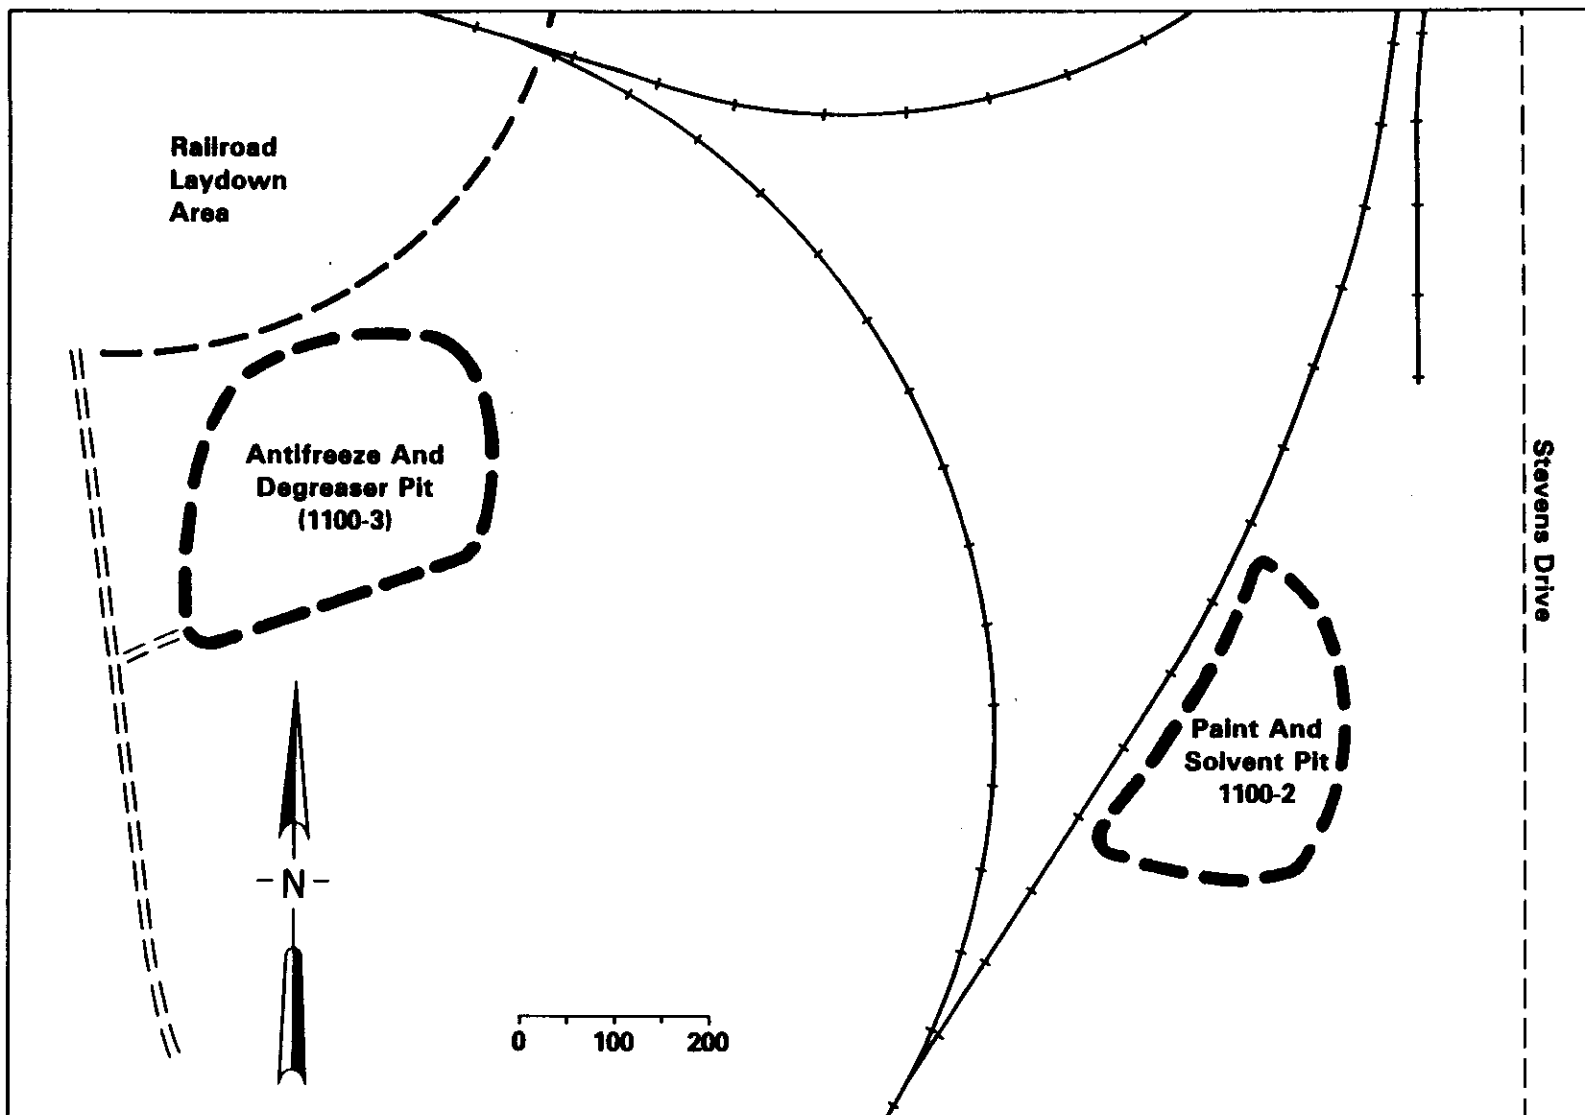 Railroad
Laydown
Area
Antifreeze And
Degreaser Pit
(1100-3)
Stevens Drive
Paint And
Solvent Pit
1100-2
-N-
0 100 200